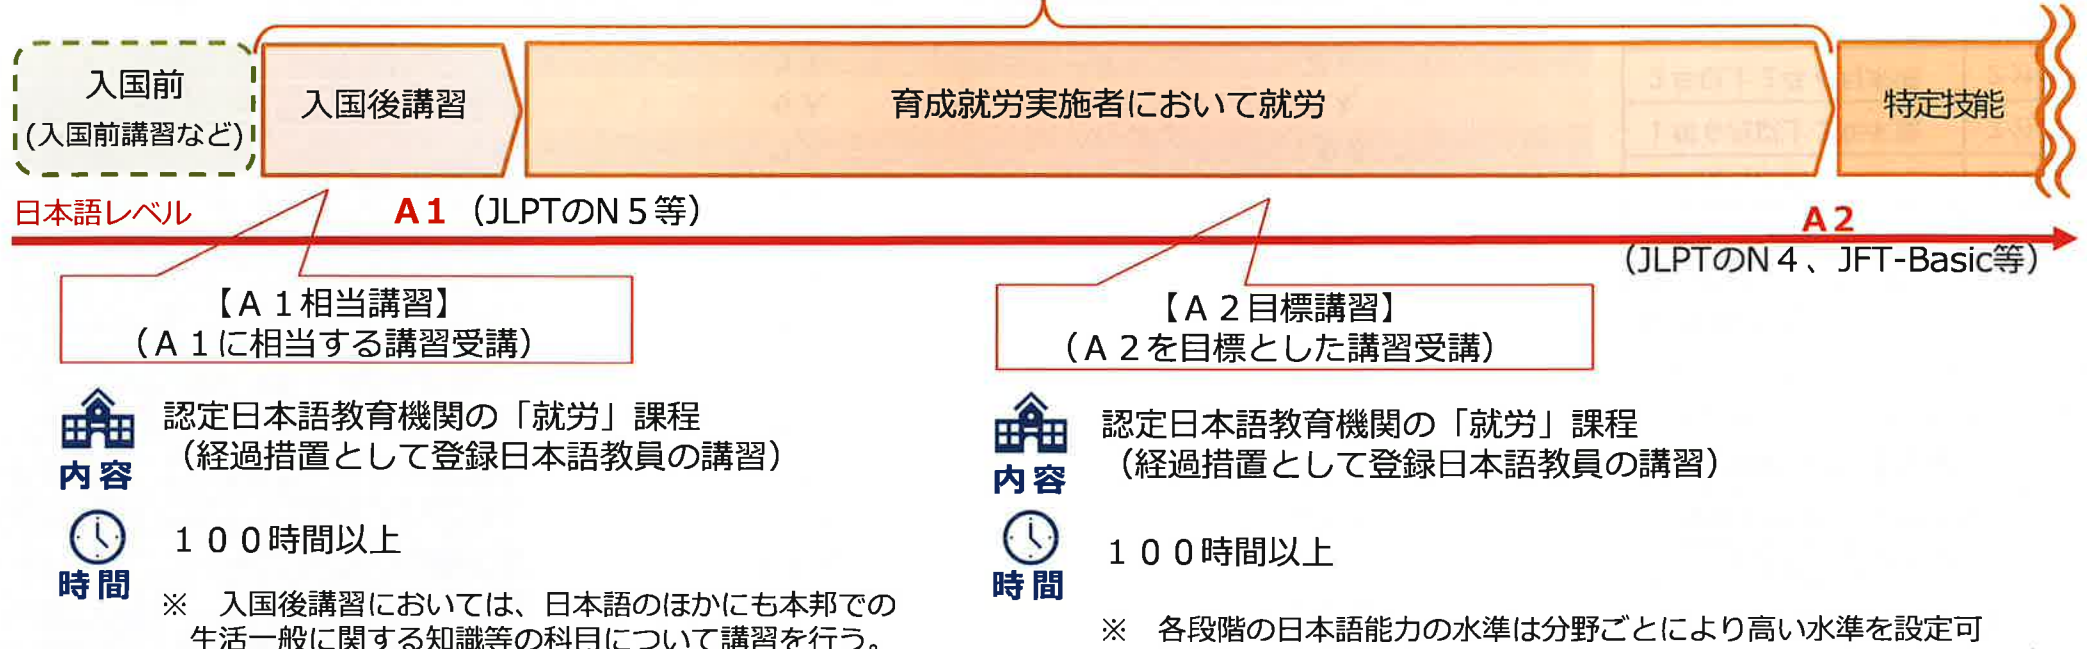 入国前
(入国前講習など)
入国後講習
育成就労実施者において就労
特定技能
日本語レベル
A1（JLPTのN５等）
A2
（JLPTのN４、JFT-Basic等）
【Ａ１相当講習】
（Ａ１に相当する講習受講）
【Ａ２目標講習】
（Ａ２を目標とした講習受講）
内容
認定日本語教育機関の「就労」課程
（経過措置として登録日本語教員の講習）
時間
１００時間以上
※　入国後講習においては、日本語のほかにも本邦での
生活一般に関する知識等の科目について講習を行う。
内容
認定日本語教育機関の「就労」課程
（経過措置として登録日本語教員の講習）
時間
１００時間以上
※　各段階の日本語能力の水準は分野ごとにより高い水準を設定可